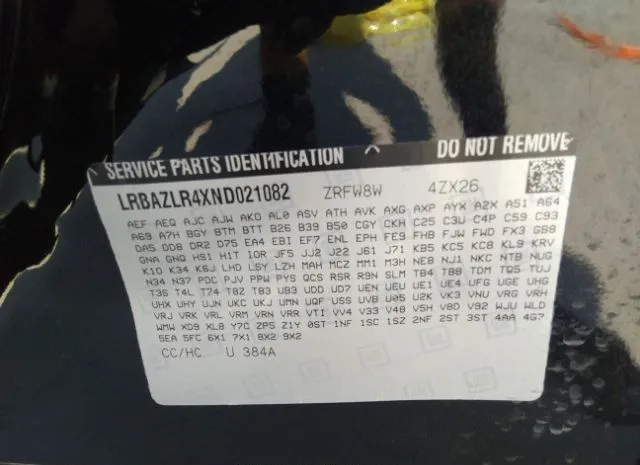 SERVICE PARTS IDENTIFICATION DO NOT REMOVE
LRBAZLR4XND021082 ZRFW8W 4ZX26
AEF AEQ AJC AJW AKO AL0 ASV ATH AVK AXG AXP AYW A2X A51 A64
A69 A7H BGY BTM BTT B26 B39 B50 CGY CKH C25 C3U C4P C59 C93
DA5 DD8 DR2 D75 EA4 EBI EF7 ENL EPH FE9 FHB FJW FWD FX3 G88
GNA GNQ HS1 H1T IOR JF5 JJ2 J22 J61 J71 KB5 KC5 KC8 KL9 KRV
K10 K34 K6J LHD LSY LZH MAH MCZ MM1 M3H NE8 NJ1 NKC NTB NUG
N34 N37 PDC PJV PPW PYS QCS RSR R9N SLM TB4 TB8 TDM TQ5 TUJ
T3S T4L T74 T82 T83 UB3 UDD UD7 UEN UEU UE1 UE4 UFG UGE UHG
UHX UHY UJN UKC UKJ UMN UQF USS UVB U05 U2K VK3 VNU VRG VRH
VRJ VRK VRL VRM VRN VRR VTI VV4 V33 V48 V5H V8D V92 WJU WLD
WMW XD9 XL8 Y7C ZP5 Z1Y 0ST 1NF 1SC 1SZ 2NF 2ST 3ST 4AA 4G7
5EA 5FC 6X1 7X1 8X2 9X2
CC/HC U 384A